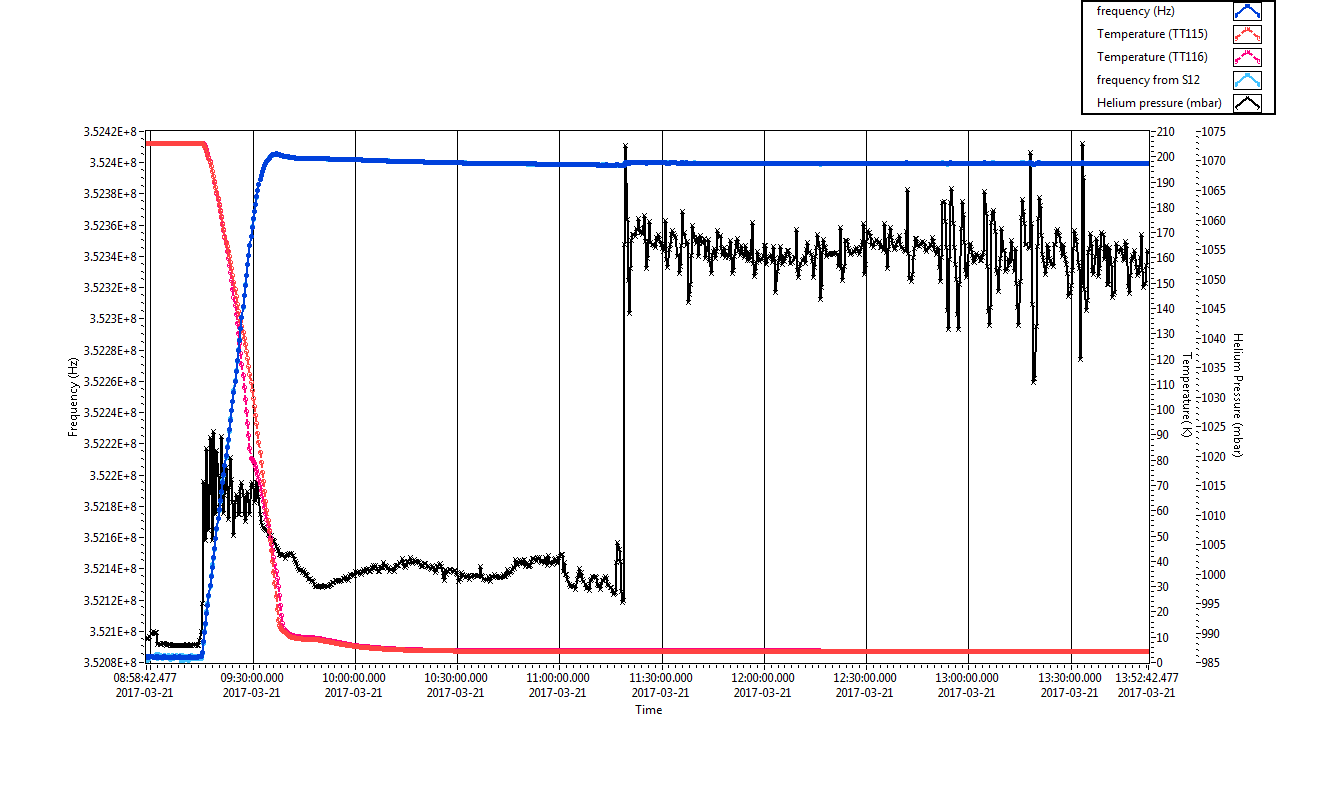 frequency (Hz)
Temperature (TT115)
Temperature (TT116)
frequency from S12
Helium pressure (mbar)
3.5242E+8
3.524E+8
3.5238E+8
3.5236E+8
3.5234E+8
3.5232E+8
3.523E+8
3.5228E+8
3.5226E+8
3.5224E+8
3.5222E+8
3.522E+8
3.5218E+8
3.5216E+8
3.5214E+8
3.5212E+8
3.521E+8
3.5208E+8
Frequency (Hz)
210
200
190
180
170
160
150
140
130
120
110
100
90
80
70
60
50
40
30
20
10
0
Temperature( K)
1075
1070
1065
1060
1055
1050
1045
1040
1035
1030
1025
1020
1015
1010
1005
1000
995
990
985
Helium Pressure (mbar)
08:58:42.477 09:30:00.000 10:00:00.000 10:30:00.000 11:00:00.000 11:30:00.000 12:00:00.000 12:30:00.000 13:00:00.000 13:30:00.000 13:52:42.477
2017-03-21 2017-03-21 2017-03-21 2017-03-21 2017-03-21 2017-03-21 2017-03-21 2017-03-21 2017-03-21 2017-03-21 2017-03-21
Time